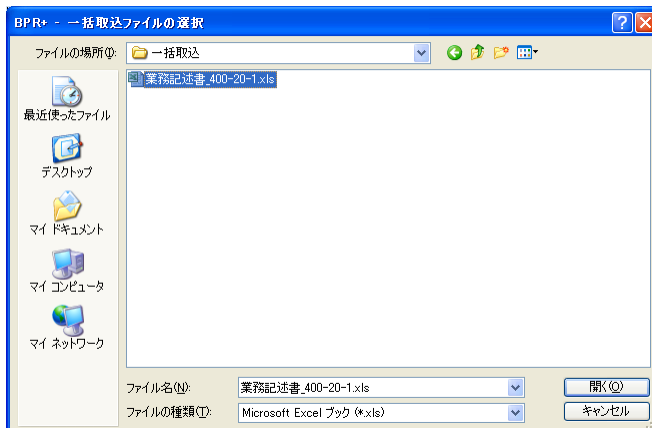 BPR+ - 一括取込ファイルの選択
ファイルの場所(I):
一括取込
業務記述書_400-20-1.xls
最近使ったファイル
デスクトップ
マイ ドキュメント
マイ コンピュータ
マイ ネットワーク
ファイル名(N):
業務記述書_400-20-1.xls
開く(O)
ファイルの種類(T):
Microsoft Excel ブック (*.xls)
キャンセル